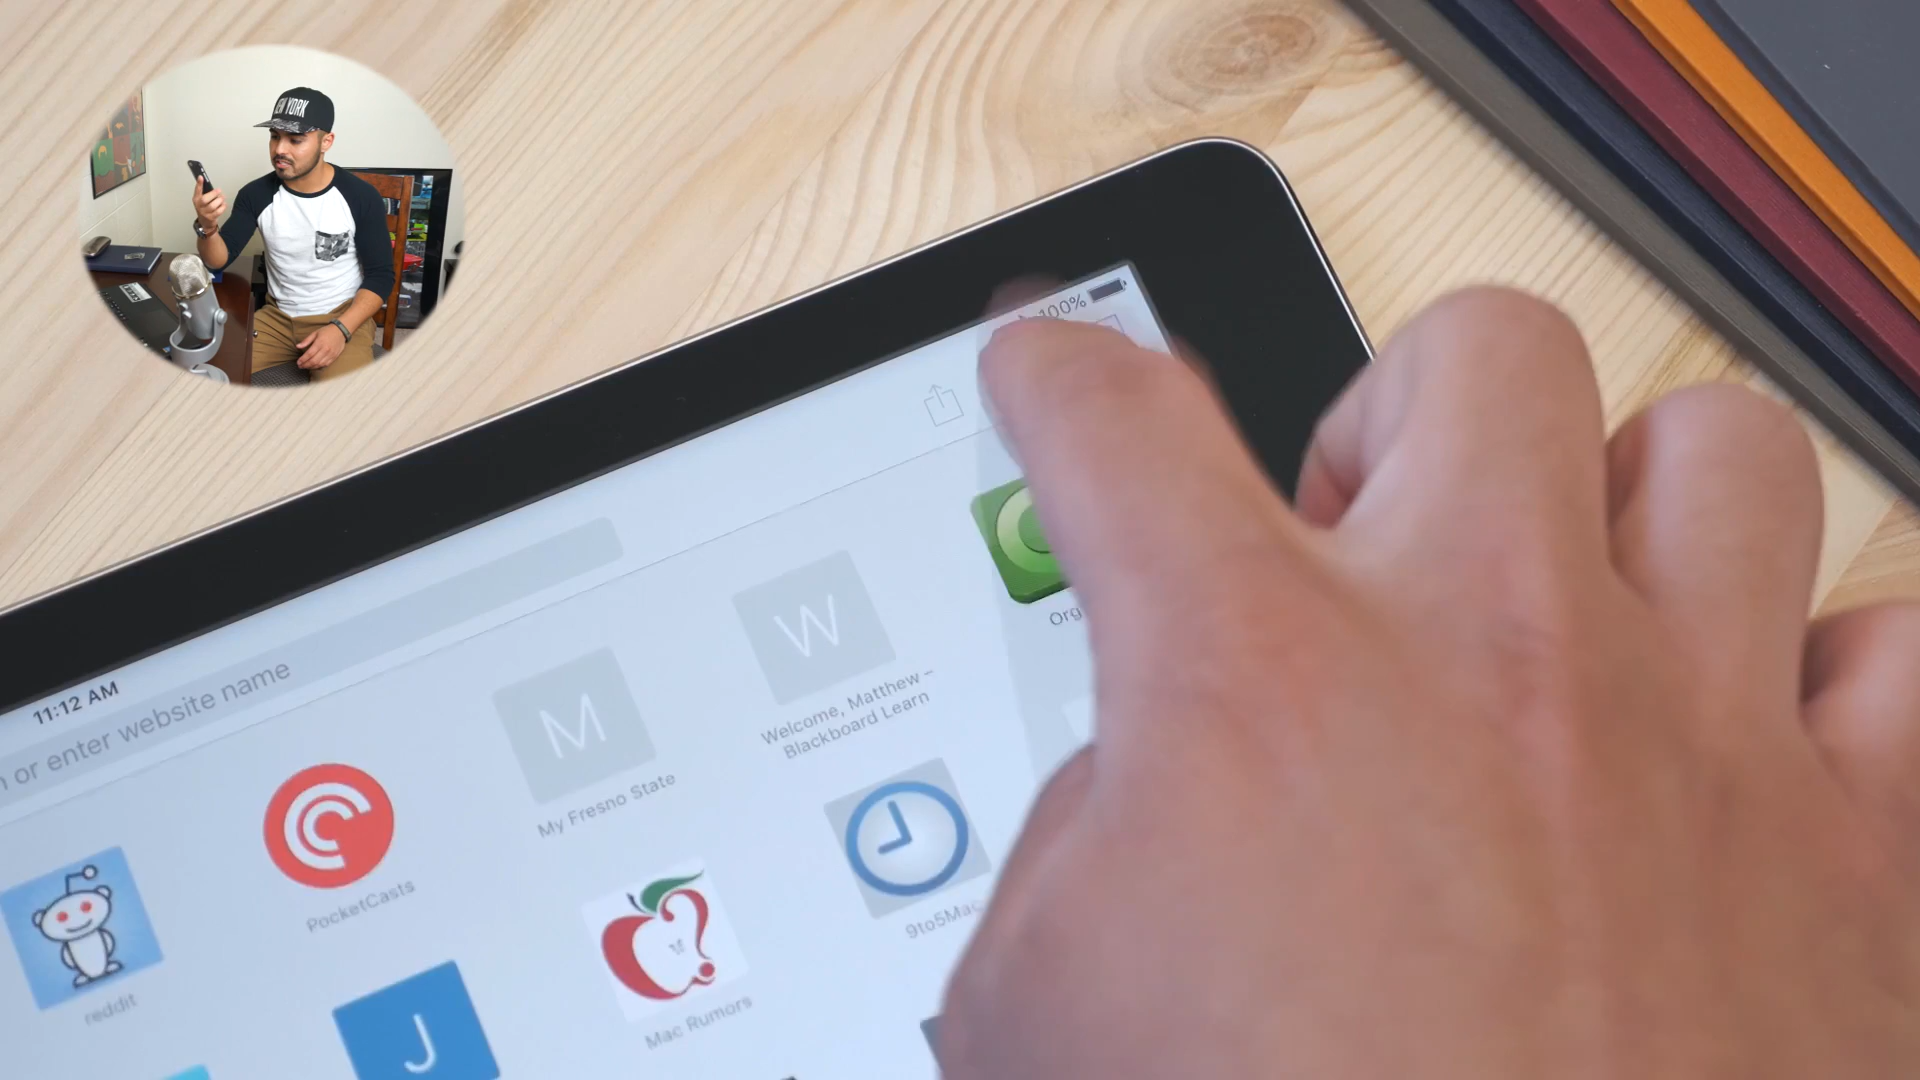 NEW YORK
100%
11:12 AM
or enter website name
W
Welcome, Matthew –
Blackboard Learn
Org
M
My Fresno State
PocketCasts
9to5Mac
reddit
Mac Rumors
J